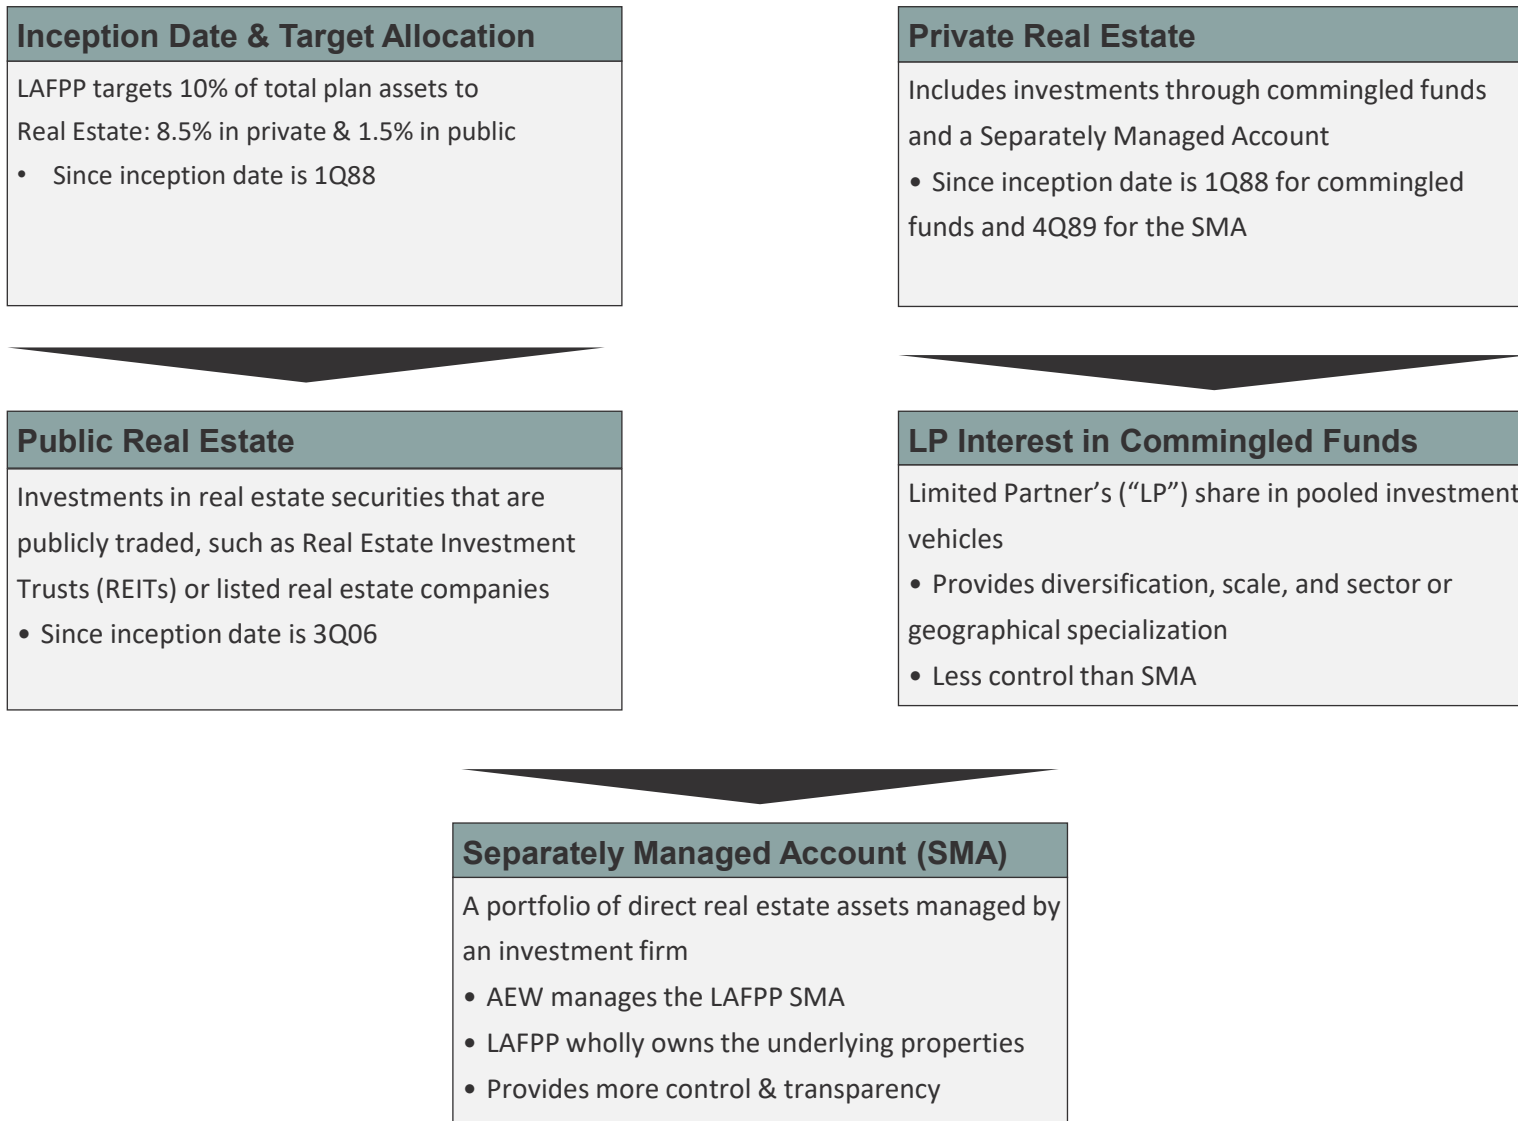 Inception Date & Target Allocation
LAFPP targets 10% of total plan assets to
Real Estate: 8.5% in private & 1.5% in public
• Since inception date is 1Q88
Private Real Estate
Includes investments through commingled funds
and a Separately Managed Account
• Since inception date is 1Q88 for commingled
funds and 4Q89 for the SMA
Public Real Estate
Investments in real estate securities that are
publicly traded, such as Real Estate Investment
Trusts (REITs) or listed real estate companies
• Since inception date is 3Q06
LP Interest in Commingled Funds
Limited Partner’s (“LP”) share in pooled investment
vehicles
• Provides diversification, scale, and sector or
geographical specialization
• Less control than SMA
Separately Managed Account (SMA)
A portfolio of direct real estate assets managed by
an investment firm
• AEW manages the LAFPP SMA
• LAFPP wholly owns the underlying properties
• Provides more control & transparency